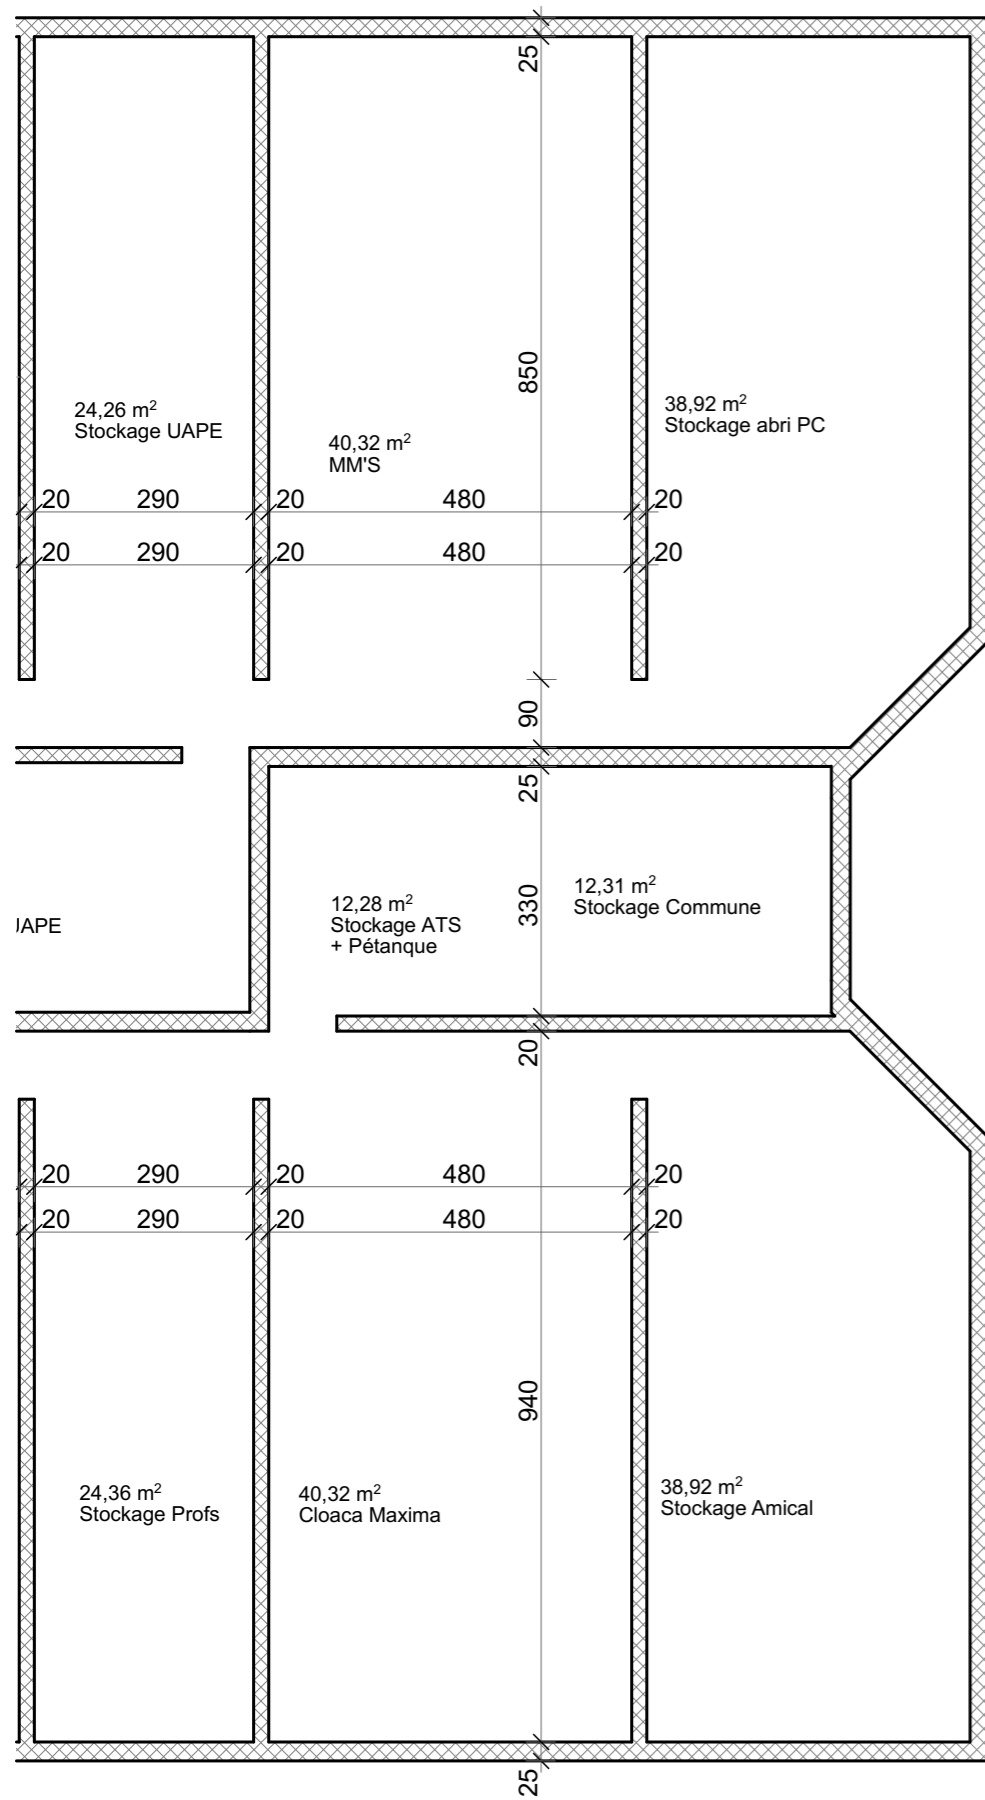 25
850
24,26 m²
Stockage UAPE
40,32 m²
MM'S
38,92 m²
Stockage abri PC
20 290 20 480 20
20 290 20 480 20
90
25
330
JAPE
12,28 m²
Stockage ATS
+ Pétanque
12,31 m²
Stockage Commune
20
20 290 20 480 20
20 290 20 480 20
940
24,36 m²
Stockage Profs
40,32 m²
Cloaca Maxima
38,92 m²
Stockage Amical
25